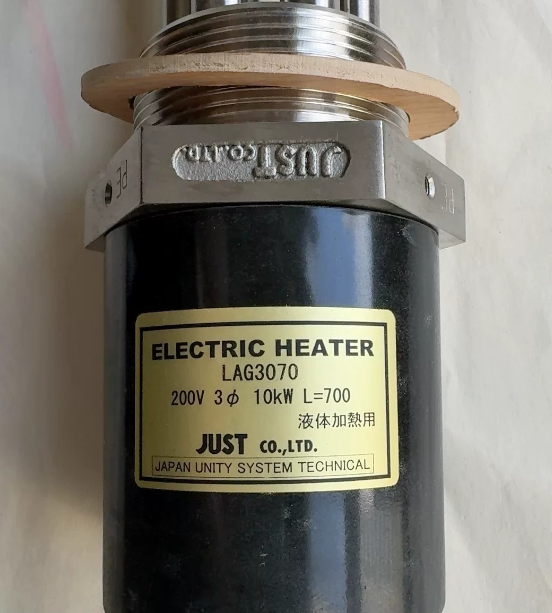 JUST CO.,LTD.
PE
ELECTRIC HEATER
LAG3070
200V 3φ 10kW L=700
液体加熱用
JUST CO.,LTD.
JAPAN UNITY SYSTEM TECHNICAL